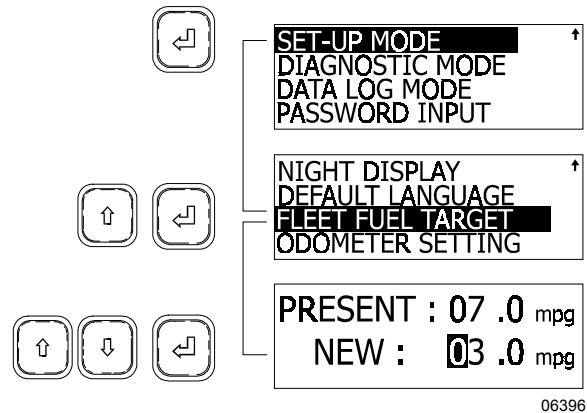 SET-UP MODE
DIAGNOSTIC MODE
DATA LOG MODE
PASSWORD INPUT
NIGHT DISPLAY
DEFAULT LANGUAGE
FLEET FUEL TARGET
ODOMETER SETTING
PRESENT : 07 .0 mpg
NEW : 03 .0 mpg
06396